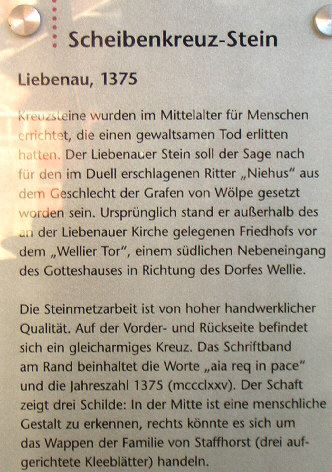 Scheibenkreuz-Stein
Liebenau, 1375
Kreuzsteine wurden im Mittelalter für Menschen
errichtet, die einen gewaltsamen Tod erlitten
hatten. Der Liebenauer Stein soll der Sage nach
für den im Duell erschlagenen Ritter „Niehus" aus
dem Geschlecht der Grafen von Wölpe gesetzt
worden sein. Ursprünglich stand er außerhalb des
an der Liebenauer Kirche gelegenen Friedhofs vor
dem „Wellier Tor", einem südlichen Nebeneingang
des Gotteshauses in Richtung des Dorfes Wellie.
Die Steinmetzarbeit ist von hoher handwerklicher
Qualität. Auf der Vorder- und Rückseite befindet
sich ein gleicharmiges Kreuz. Das Schriftband
am Rand beinhaltet die Worte „aia req in pace"
und die Jahreszahl 1375 (mccclxxv). Der Schaft
zeigt drei Schilde: In der Mitte ist eine menschliche
Gestalt zu erkennen, rechts könnte es sich um
das Wappen der Familie von Staffhorst (drei auf-
gerichtete Kleeblätter) handeln.